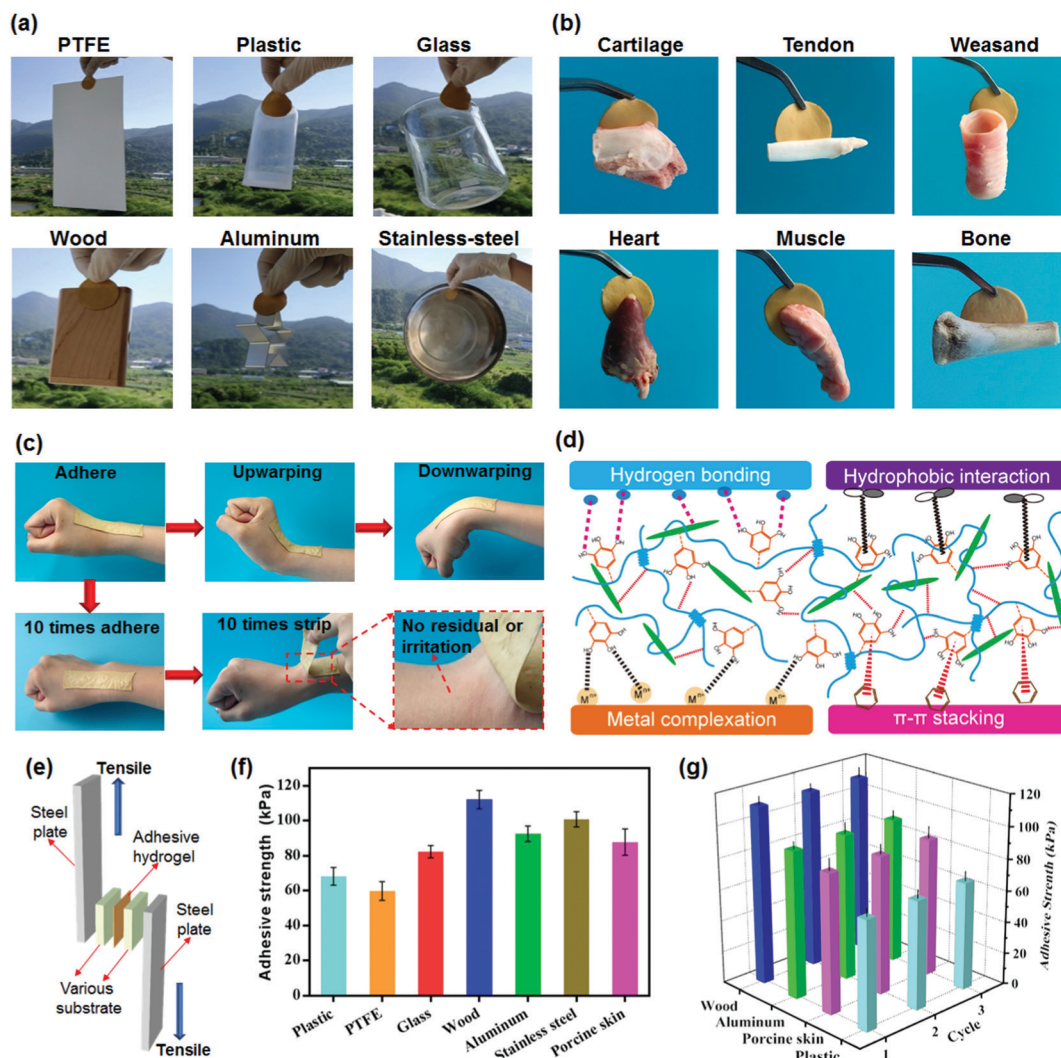 (a)
PTFE
Plastic
Glass
Wood
Aluminum
Stainless-steel
(b)
Cartilage
Tendon
Weasand
Heart
Muscle
Bone
(c)
Adhere
Upwarping
Downwarping
10 times adhere
10 times strip
No residual or
irritation
(d)
Hydrogen bonding
Hydrophobic interaction
Metal complexation
π-π stacking
M n+
M n+
M n+
M n+
(e)
Tensile
Steel
plate
Adhesive
hydrogel
Steel
plate
Various
substrate
Tensile
(f)
Adhesive strength (kPa)
120
100
80
60
40
20
0
Plastic
PTFE
Glass
Wood
Aluminum
Stainless steel
Porcine skin
(g)
120
100
80
60
40
20
0
Adhesive Strenth (kPa)
Wood
Aluminum
Porcine skin
Plastic
1
2
3
Cycle